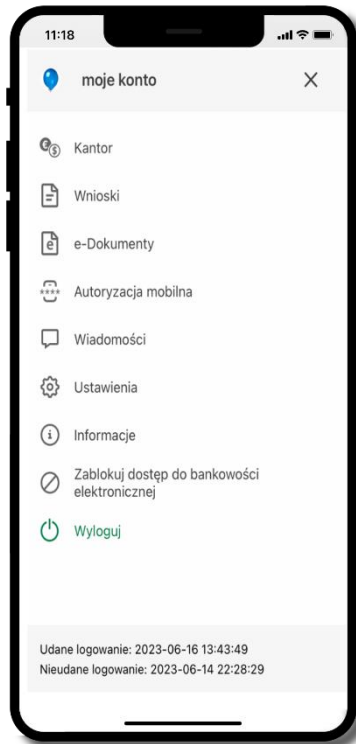 11:18
moje konto
Kantor
Wnioski
e-Dokumenty
Autoryzacja mobilna
Wiadomości
Ustawienia
Informacje
Zablokuj dostęp do bankowości
elektronicznej
Wyloguj
Udane logowanie: 2023-06-16 13:43:49
Nieudane logowanie: 2023-06-14 22:28:29